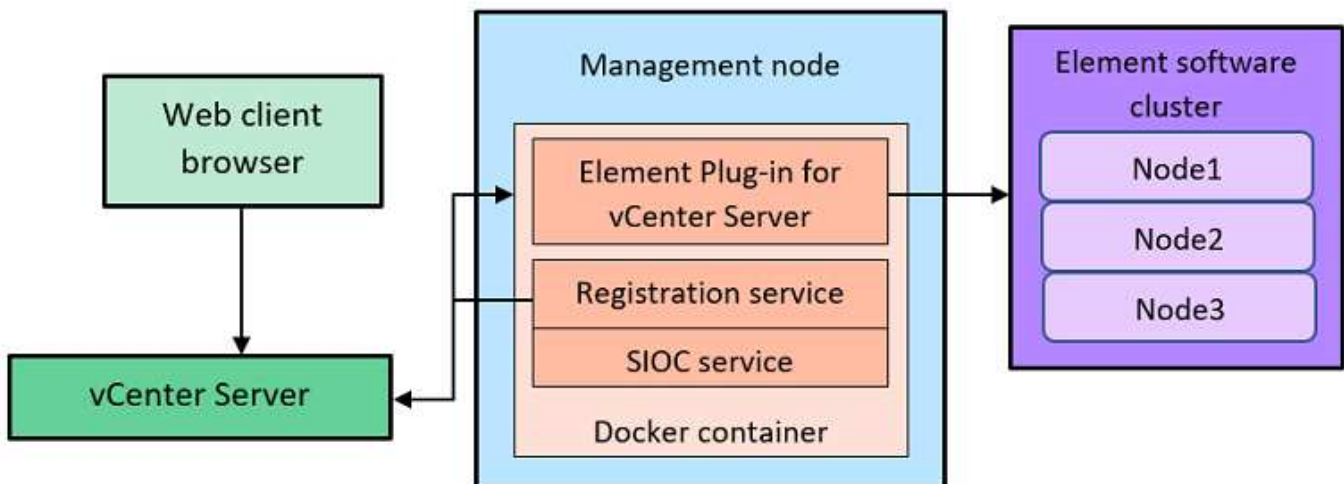 Web client
browser
vCenter Server
Management node
Element Plug-in for
vCenter Server
Registration service
SIOC service
Docker container
Element software
cluster
Node1
Node2
Node3